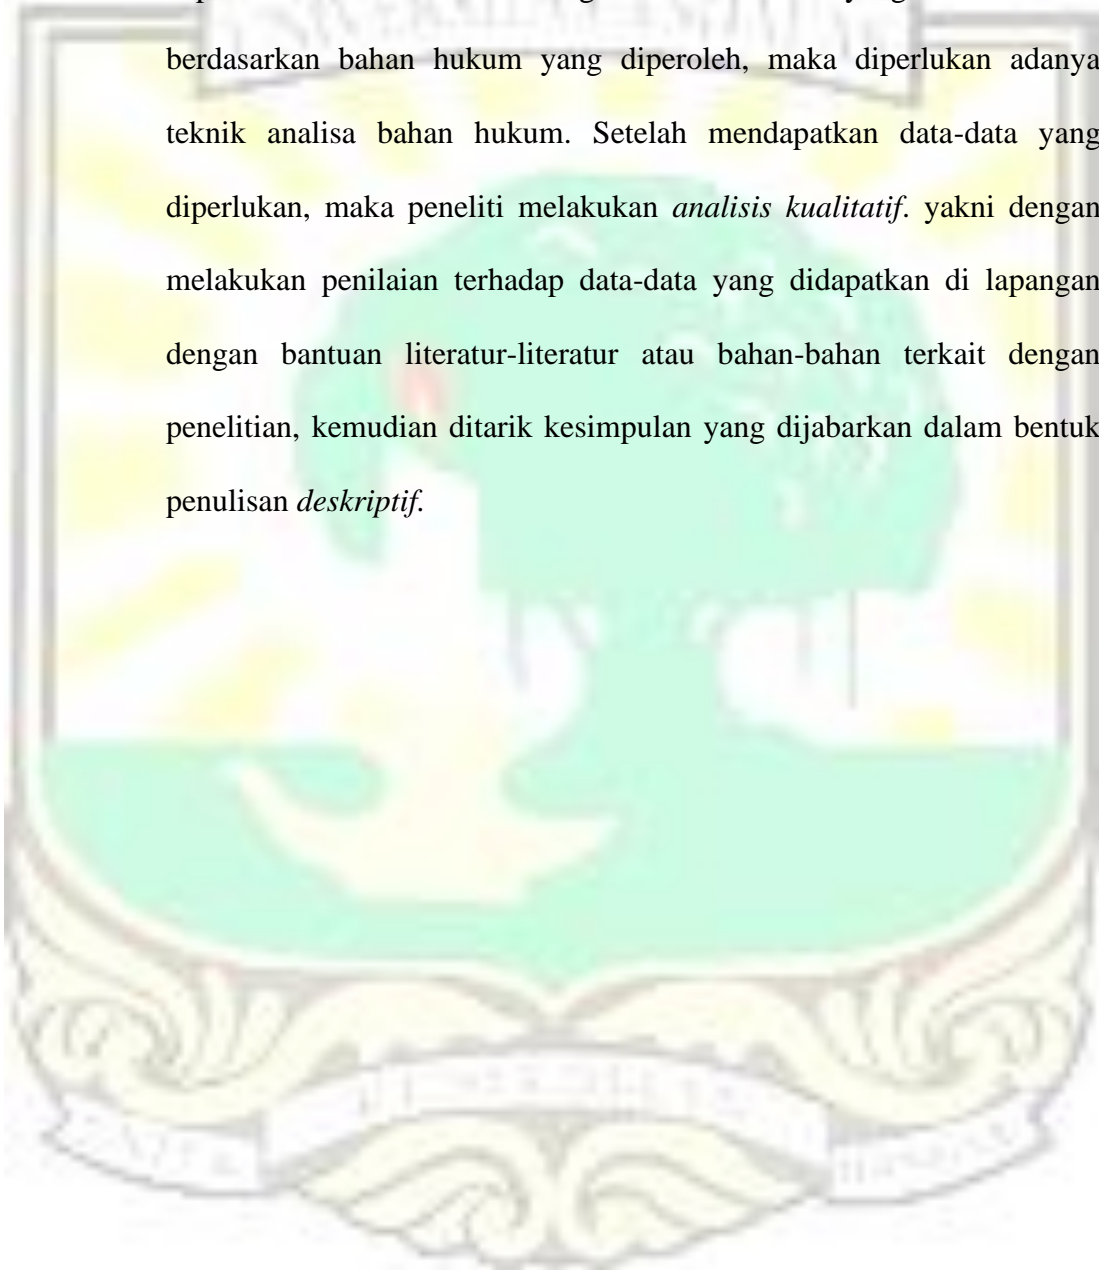 berdasarkan bahan hukum yang diperoleh, maka diperlukan adanya
teknik analisa bahan hukum. Setelah mendapatkan data-data yang
diperlukan, maka peneliti melakukan analisis kualitatif. yakni dengan
melakukan penilaian terhadap data-data yang didapatkan di lapangan
dengan bantuan literatur-literatur atau bahan-bahan terkait dengan
penelitian, kemudian ditarik kesimpulan yang dijabarkan dalam bentuk
penulisan deskriptif.